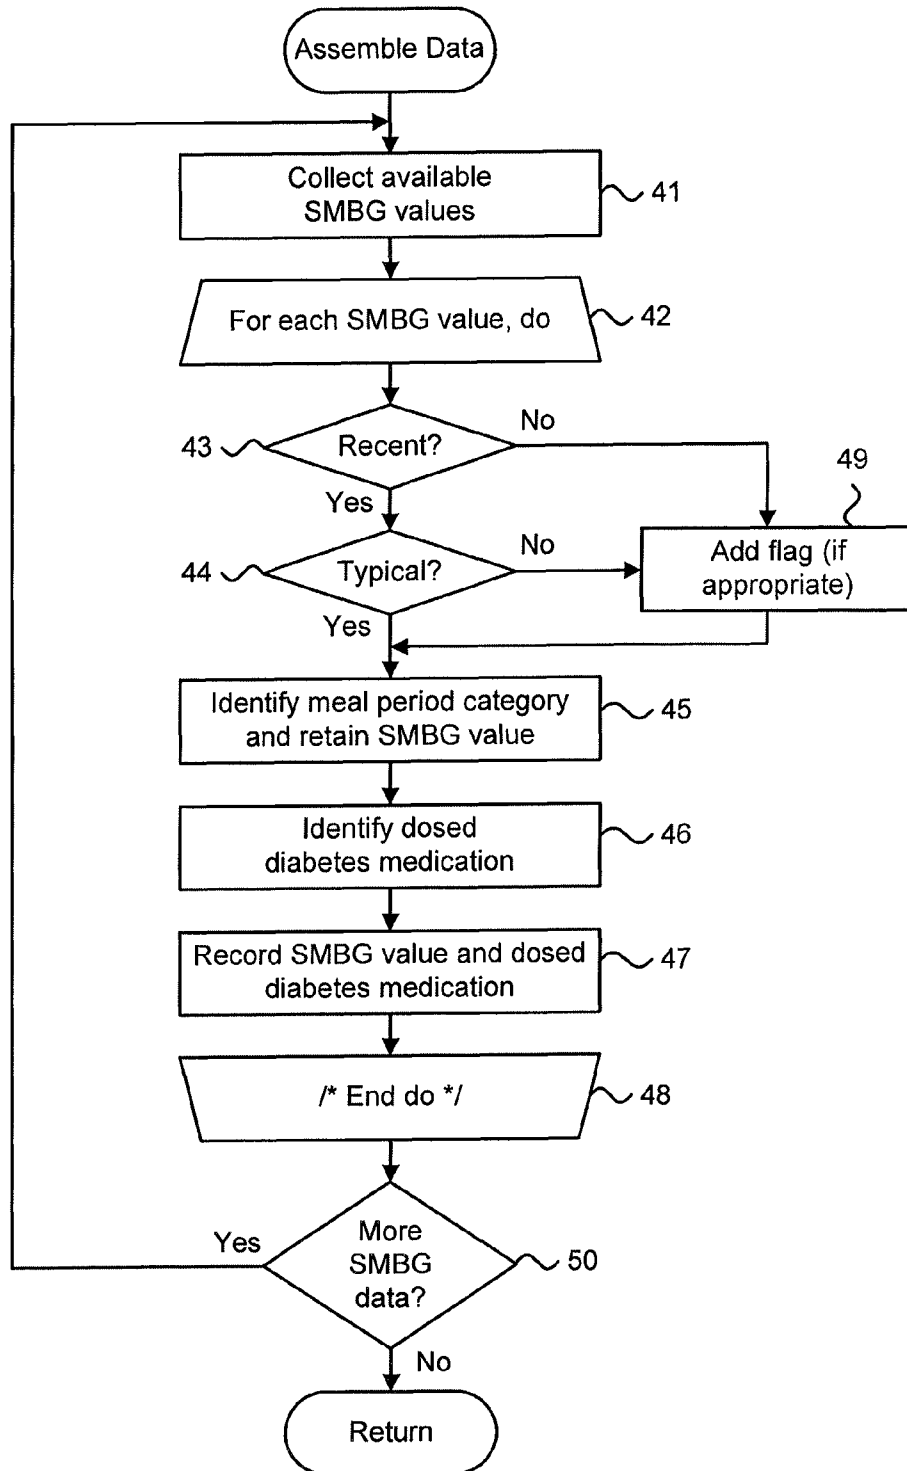 Assemble Data
Collect available
SMBG values
41
For each SMBG value, do
42
43
Recent?
No
Yes
49
Add flag (if
appropriate)
44
Typical?
No
Yes
Identify meal period category
and retain SMBG value
45
Identify dosed
diabetes medication
46
Record SMBG value and dosed
diabetes medication
47
/* End do */
48
More
SMBG
data?
Yes
50
No
Return